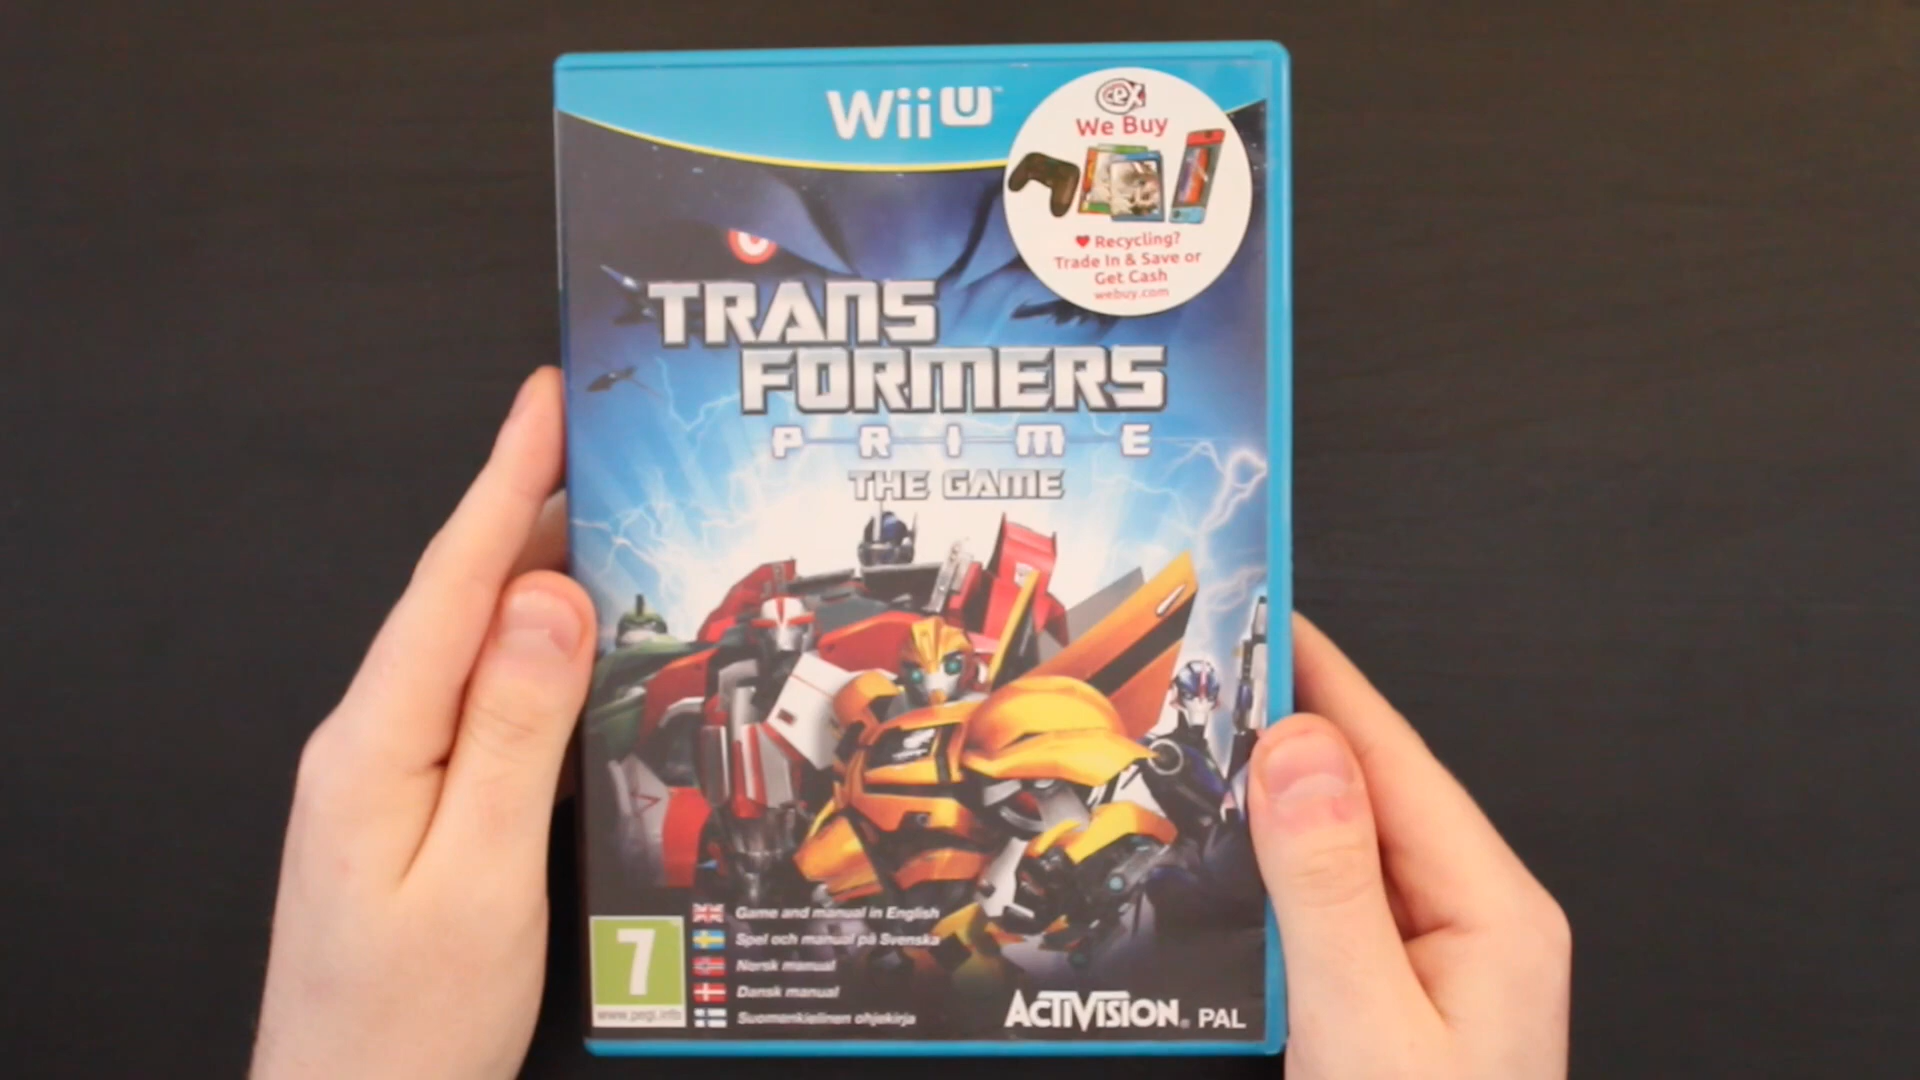 Wii U
CeX
We Buy
Recycling?
Trade In & Save or
Get Cash
webuy.com
TRANS
FORMERS
PRIME
THE GAME
7
www.pegi.info
Game and manual in English
Spel och manual på Svenska
Norsk manual
Dansk manual
Suomenkielinen ohjekirja
ACTIVISION PAL